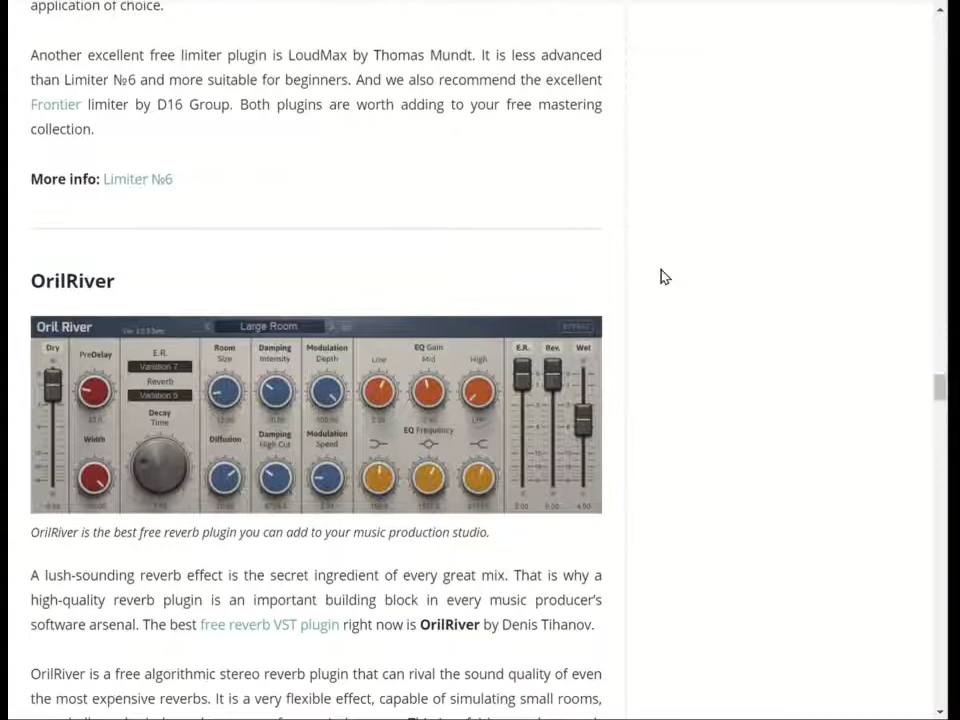 application of choice.
Another excellent free limiter plugin is LoudMax by Thomas Mundt. It is less advanced
than Limiter №6 and more suitable for beginners. And we also recommend the excellent
Frontier limiter by D16 Group. Both plugins are worth adding to your free mastering
collection.
More info: Limiter №6
OrilRiver
Oril River
Large Room
Dry
PreDelay
E.R.
Variation 7
Reverb
Variation 5
Decay
Time
Width
Room
Size
Damping
Intensity
Modulation
Depth
EQ Gain
Low
Mid
High
E.R.
Rev.
Wet
Diffusion
Damping
High Cut
Modulation
Speed
EQ Frequency
OrilRiver is the best free reverb plugin you can add to your music production studio.
A lush-sounding reverb effect is the secret ingredient of every great mix. That is why a
high-quality reverb plugin is an important building block in every music producer's
software arsenal. The best free reverb VST plugin right now is OrilRiver by Denis Tihanov.
OrilRiver is a free algorithmic stereo reverb plugin that can rival the sound quality of even
the most expensive reverbs. It is a very flexible effect, capable of simulating small rooms,